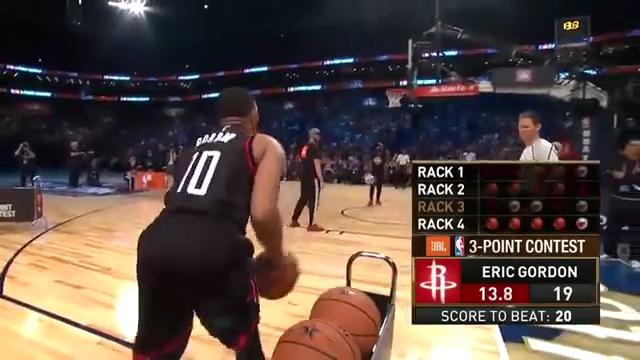 GORDON
10
RACK 1
RACK 2
RACK 3
RACK 4
JBL 3-POINT CONTEST
ERIC GORDON
13.8 19
SCORE TO BEAT: 20